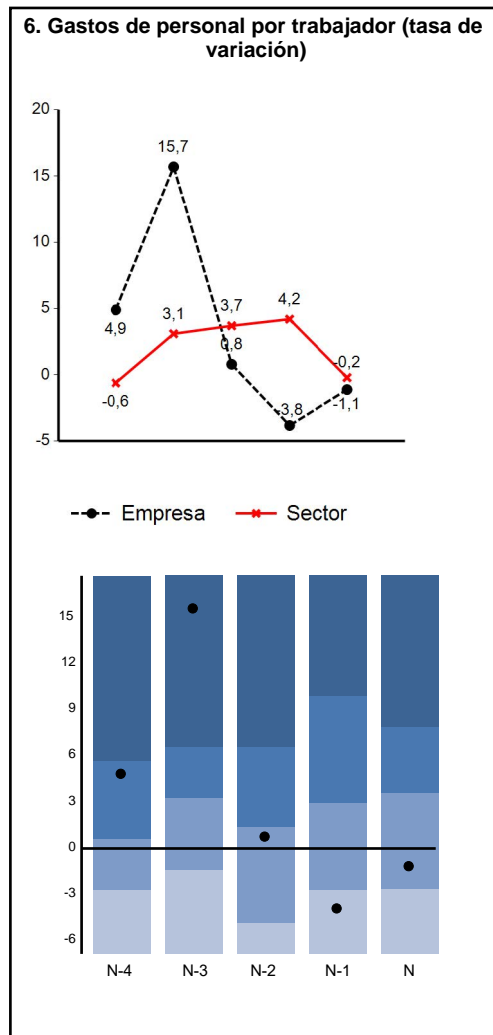 6. Gastos de personal por trabajador (tasa de
variación)
20
15,7
15
10
5
4,9
3,1
3,7
4,2
0,8
0
-0,6
-0,2
-3,8
-1,1
-5
Empresa
Sector
15
12
9
6
3
0
-3
-6
N-4
N-3
N-2
N-1
N